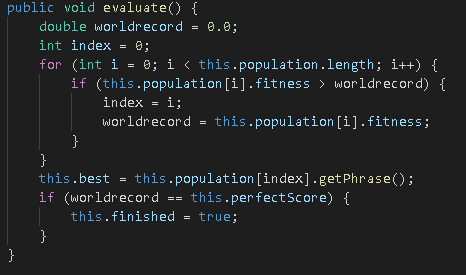 public void evaluate() {
    double worldrecord = 0.0;
    int index = 0;
    for (int i = 0; i < this.population.length; i++) {
        if (this.population[i].fitness > worldrecord) {
            index = i;
            worldrecord = this.population[i].fitness;
        }
    }
    this.best = this.population[index].getPhrase();
    if (worldrecord == this.perfectScore) {
        this.finished = true;
    }
}